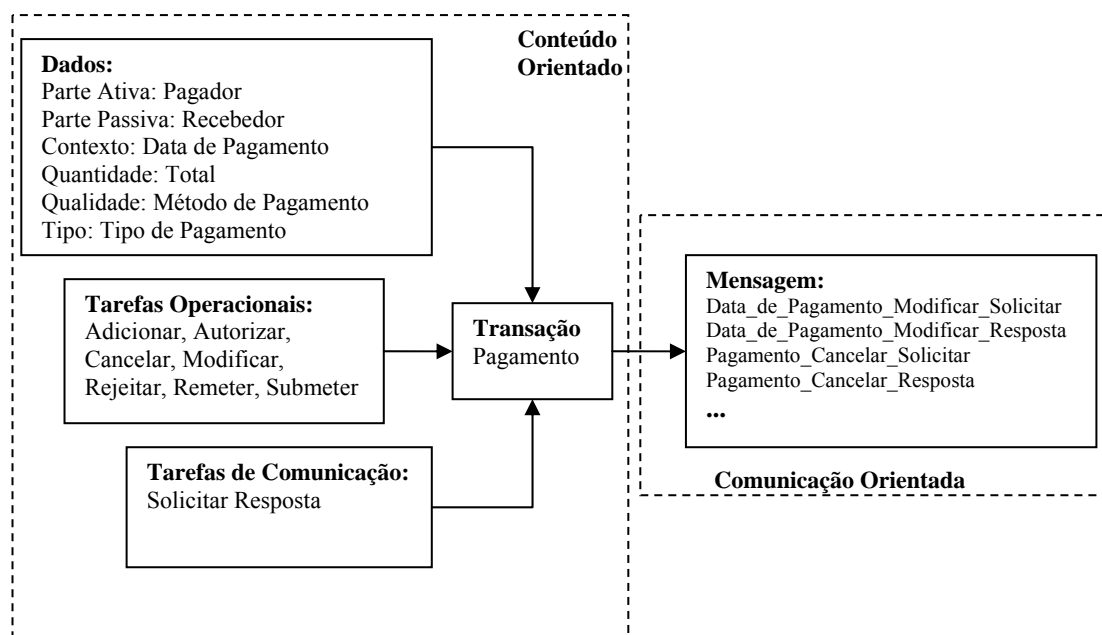 Conteúdo
Orientado
Dados:
Parte Ativa: Pagador
Parte Passiva: Recebedor
Contexto: Data de Pagamento
Quantidade: Total
Qualidade: Método de Pagamento
Tipo: Tipo de Pagamento
Tarefas Operacionais:
Adicionar, Autorizar,
Cancelar, Modificar,
Rejeitar, Remeter, Submeter
Tarefas de Comunicação:
Solicitar Resposta
Transação
Pagamento
Mensagem:
Data_de_Pagamento_Modificar_Solicitar
Data_de_Pagamento_Modificar_Resposta
Pagamento_Cancelar_Solicitar
Pagamento_Cancelar_Resposta
...
Comunicação Orientada